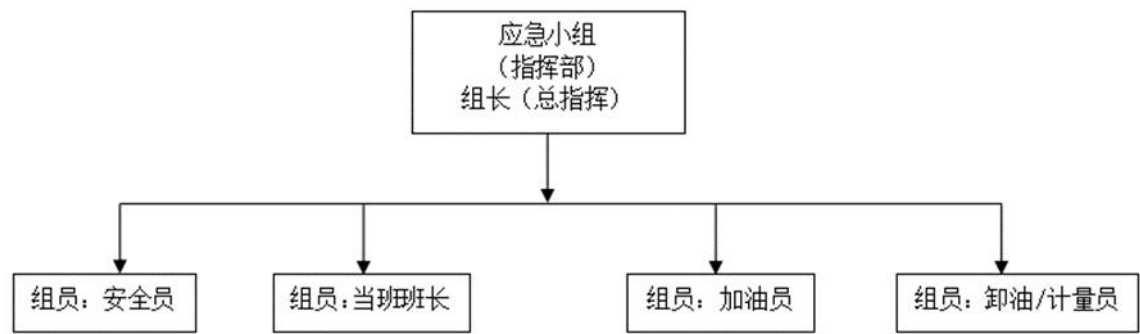 应急小组
（指挥部）
组长（总指挥）
组员：安全员
组员：当班班长
组员：加油员
组员：卸油/计量员